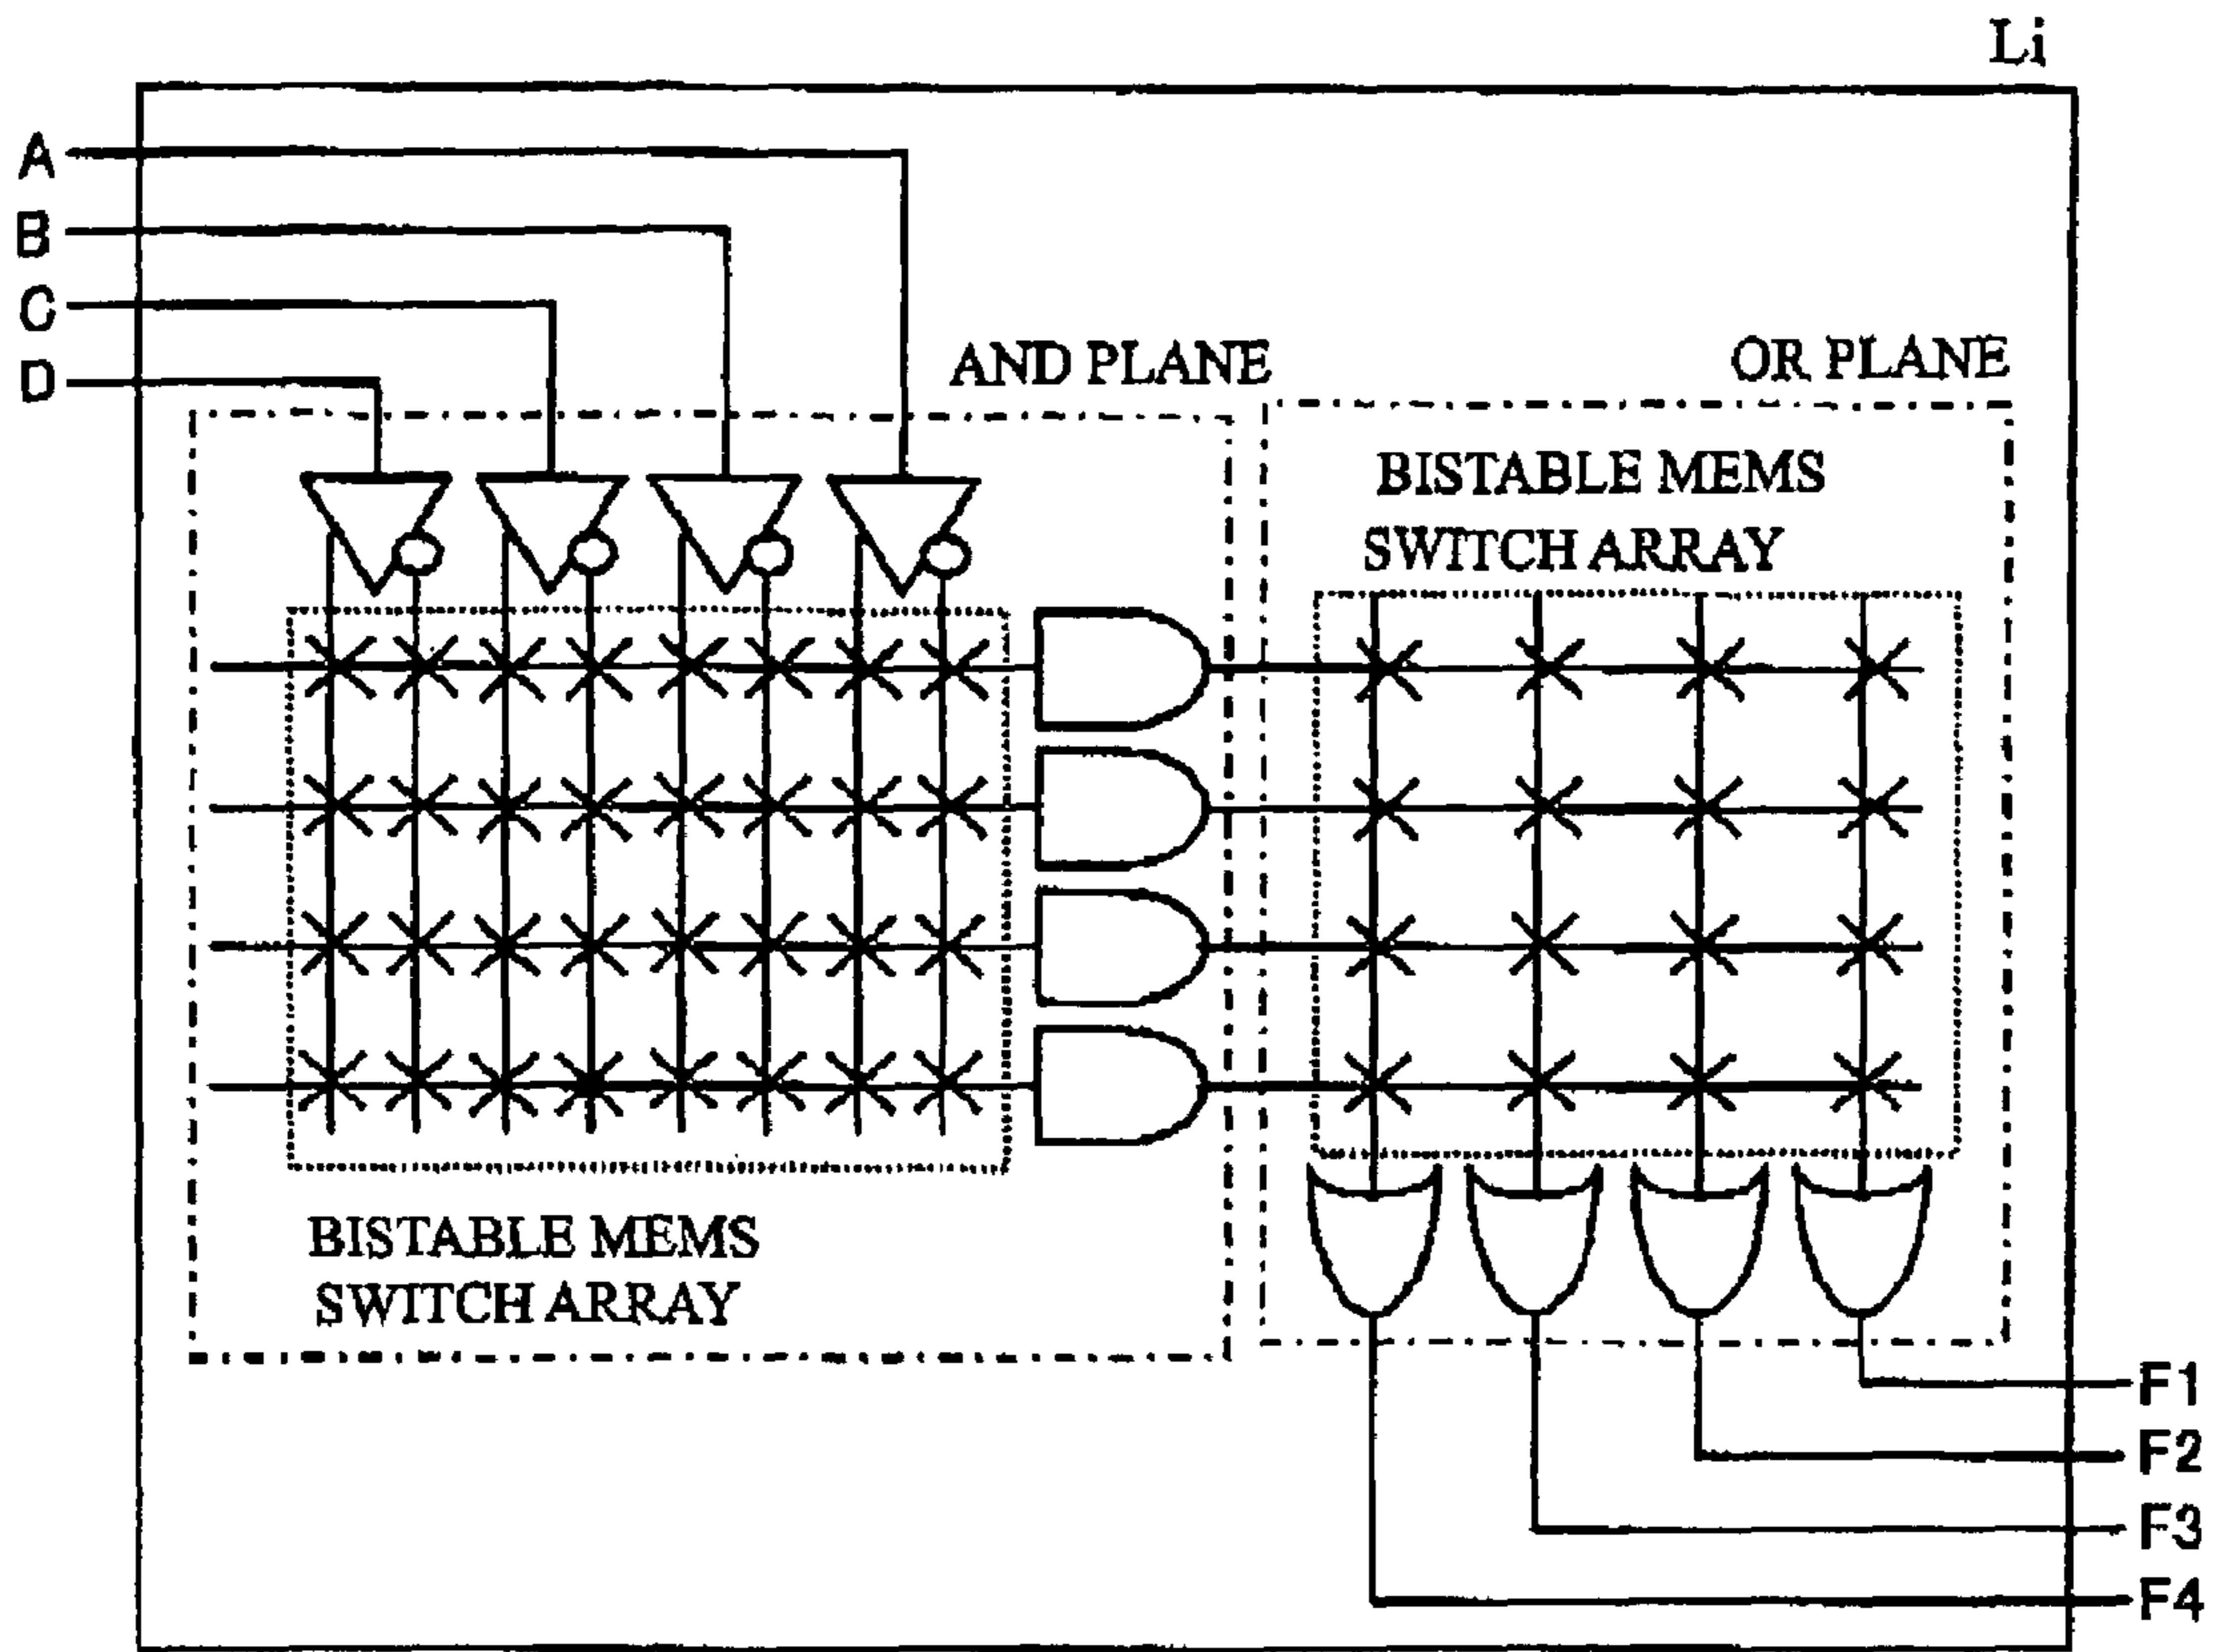 Li
A
B
C
D
AND PLANE
OR PLANE
BISTABLE MEMS
SWITCH ARRAY
BISTABLE MEMS
SWITCH ARRAY
F1
F2
F3
F4